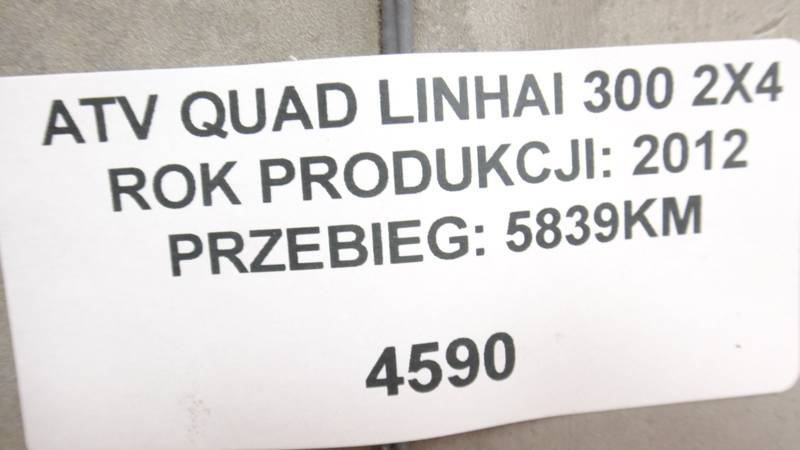 ATV QUAD LINHAI 300 2X4
ROK PRODUKCJI: 2012
PRZEBIEG: 5839KM
4590